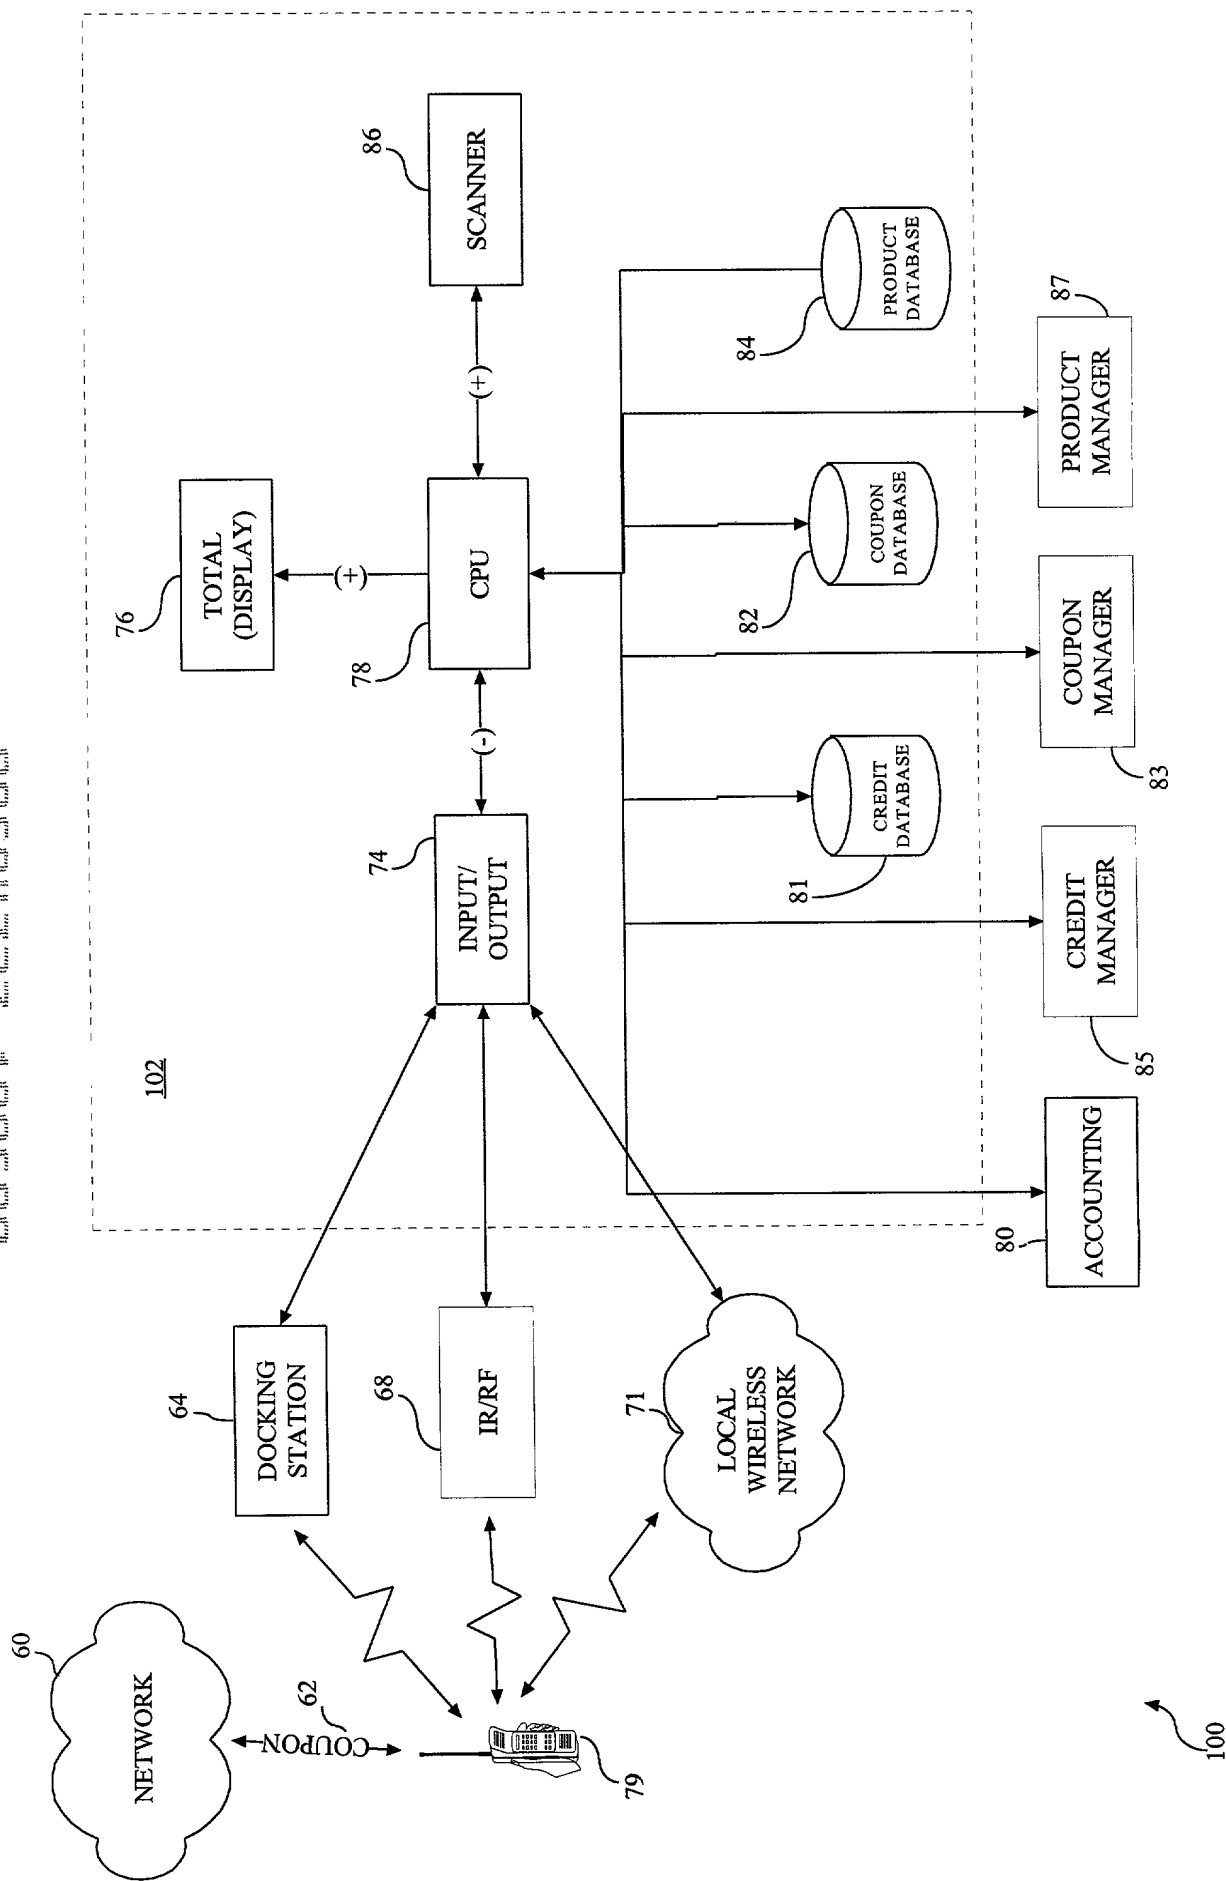 60
NETWORK
COUPON
62
79
64
DOCKING
STATION
68
IR/RF
71
LOCAL
WIRELESS
NETWORK
102
74
INPUT/
OUTPUT
(-)
76
TOTAL
(DISPLAY)
(+)
78
CPU
(+)
86
SCANNER
81
CREDIT
DATABASE
82
COUPON
DATABASE
84
PRODUCT
DATABASE
80
ACCOUNTING
85
CREDIT
MANAGER
83
COUPON
MANAGER
87
PRODUCT
MANAGER
100